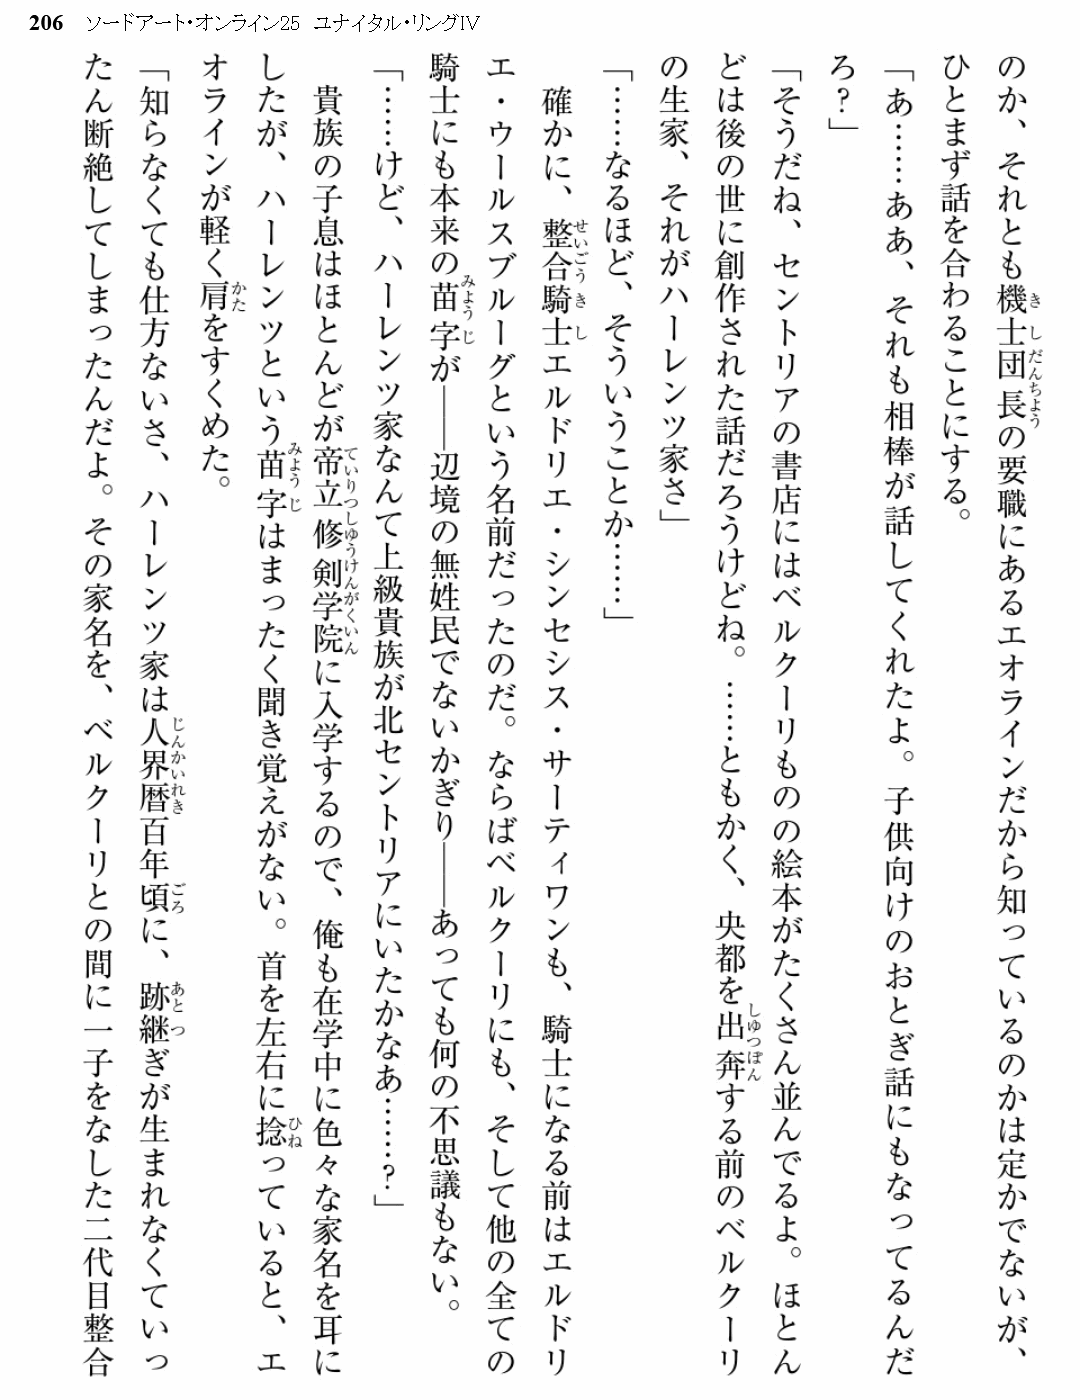 206 ソードアート・オンライン25 ユナイタル・リングIV
のか、それとも機士団長の要職にあるエオラインだから知っているのかは定かでないが、
ひとまず話を合わることにする。
「あ……ああ、それも相棒が話してくれたよ。子供向けのおとぎ話にもなってるんだ
ろ?」
「そうだね、セントリアの書店にはベルクーリものの絵本がたくさん並んでるよ。ほとん
どは後の世に創作された話だろうけどね。……ともかく、央都を出奔する前のベルクーリ
の生家、それがハーレンツ家さ」
「……なるほど、そういうことか……」
確かに、整合騎士エルドリエ・シンセシス・サーティワンも、騎士になる前はエルドリ
エ・ウールスブルーグという名前だったのだ。ならばベルクーリにも、そして他の全ての
騎士にも本来の苗字が――辺境の無姓民でないかぎり――あっても何の不思議もない。
「……けど、ハーレンツ家なんて上級貴族が北セントリアにいたかなあ……?」
貴族の子息はほとんどが帝立修剣学院に入学するので、俺も在学中に色々な家名を耳に
したが、ハーレンツという苗字はまったく聞き覚えがない。首を左右に捻っていると、エ
オラインが軽く肩をすくめた。
「知らなくても仕方ないさ、ハーレンツ家は人界暦百年頃に、跡継ぎが生まれなくていっ
たん断絶してしまったんだよ。その家名を、ベルクーリとの間に一子をなした二代目整合